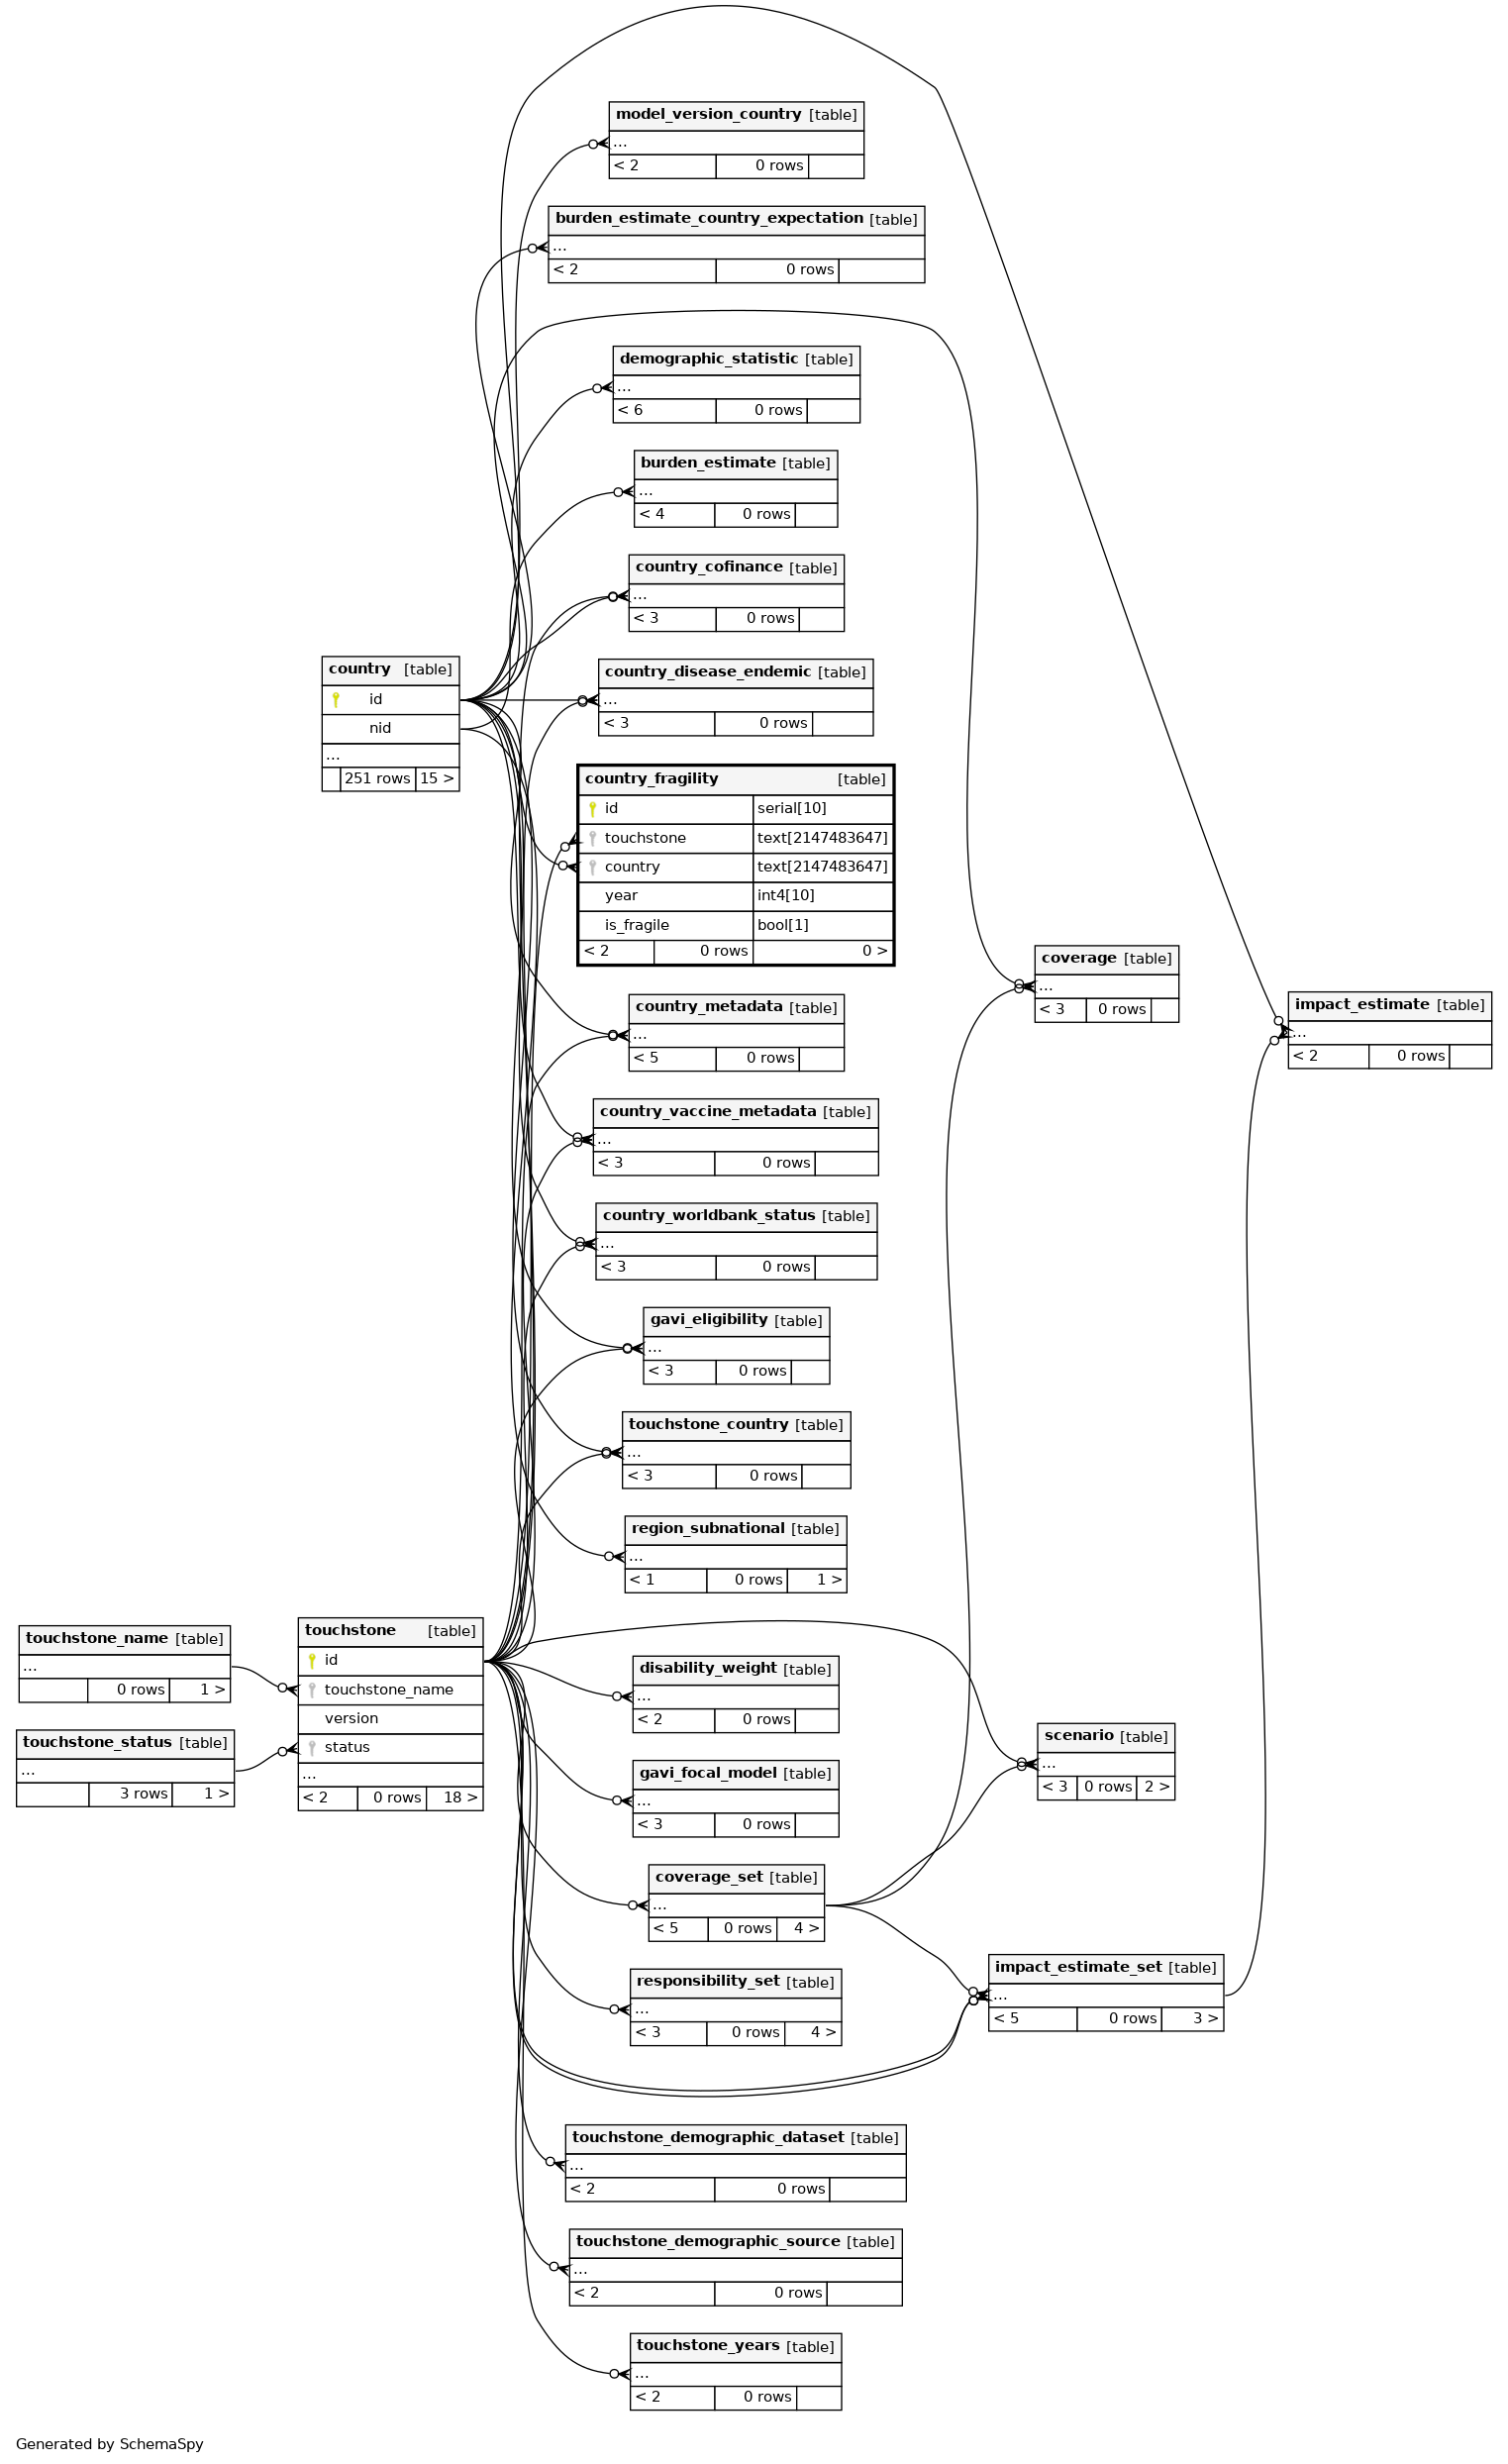 model_version_country [table]
...
< 2 0 rows
burden_estimate_country_expectation [table]
...
< 2 0 rows
demographic_statistic [table]
...
< 6 0 rows
burden_estimate [table]
...
< 4 0 rows
country_cofinance [table]
...
< 3 0 rows
country [table]
id
nid
...
251 rows 15 >
country_disease_endemic [table]
...
< 3 0 rows
country_fragility [table]
id serial[10]
touchstone text[2147483647]
country text[2147483647]
year int4[10]
is_fragile bool[1]
< 2 0 rows 0 >
coverage [table]
...
< 3 0 rows
impact_estimate [table]
...
< 2 0 rows
country_metadata [table]
...
< 5 0 rows
country_vaccine_metadata [table]
...
< 3 0 rows
country_worldbank_status [table]
...
< 3 0 rows
gavi_eligibility [table]
...
< 3 0 rows
touchstone_country [table]
...
< 3 0 rows
region_subnational [table]
...
< 1 0 rows 1 >
touchstone_name [table]
...
0 rows 1 >
touchstone_status [table]
...
3 rows 1 >
touchstone [table]
id
touchstone_name
version
status
...
< 2 0 rows 18 >
disability_weight [table]
...
< 2 0 rows
gavi_focal_model [table]
...
< 3 0 rows
scenario [table]
...
< 3 0 rows 2 >
coverage_set [table]
...
< 5 0 rows 4 >
responsibility_set [table]
...
< 3 0 rows 4 >
impact_estimate_set [table]
...
< 5 0 rows 3 >
touchstone_demographic_dataset [table]
...
< 2 0 rows
touchstone_demographic_source [table]
...
< 2 0 rows
touchstone_years [table]
...
< 2 0 rows
Generated by SchemaSpy